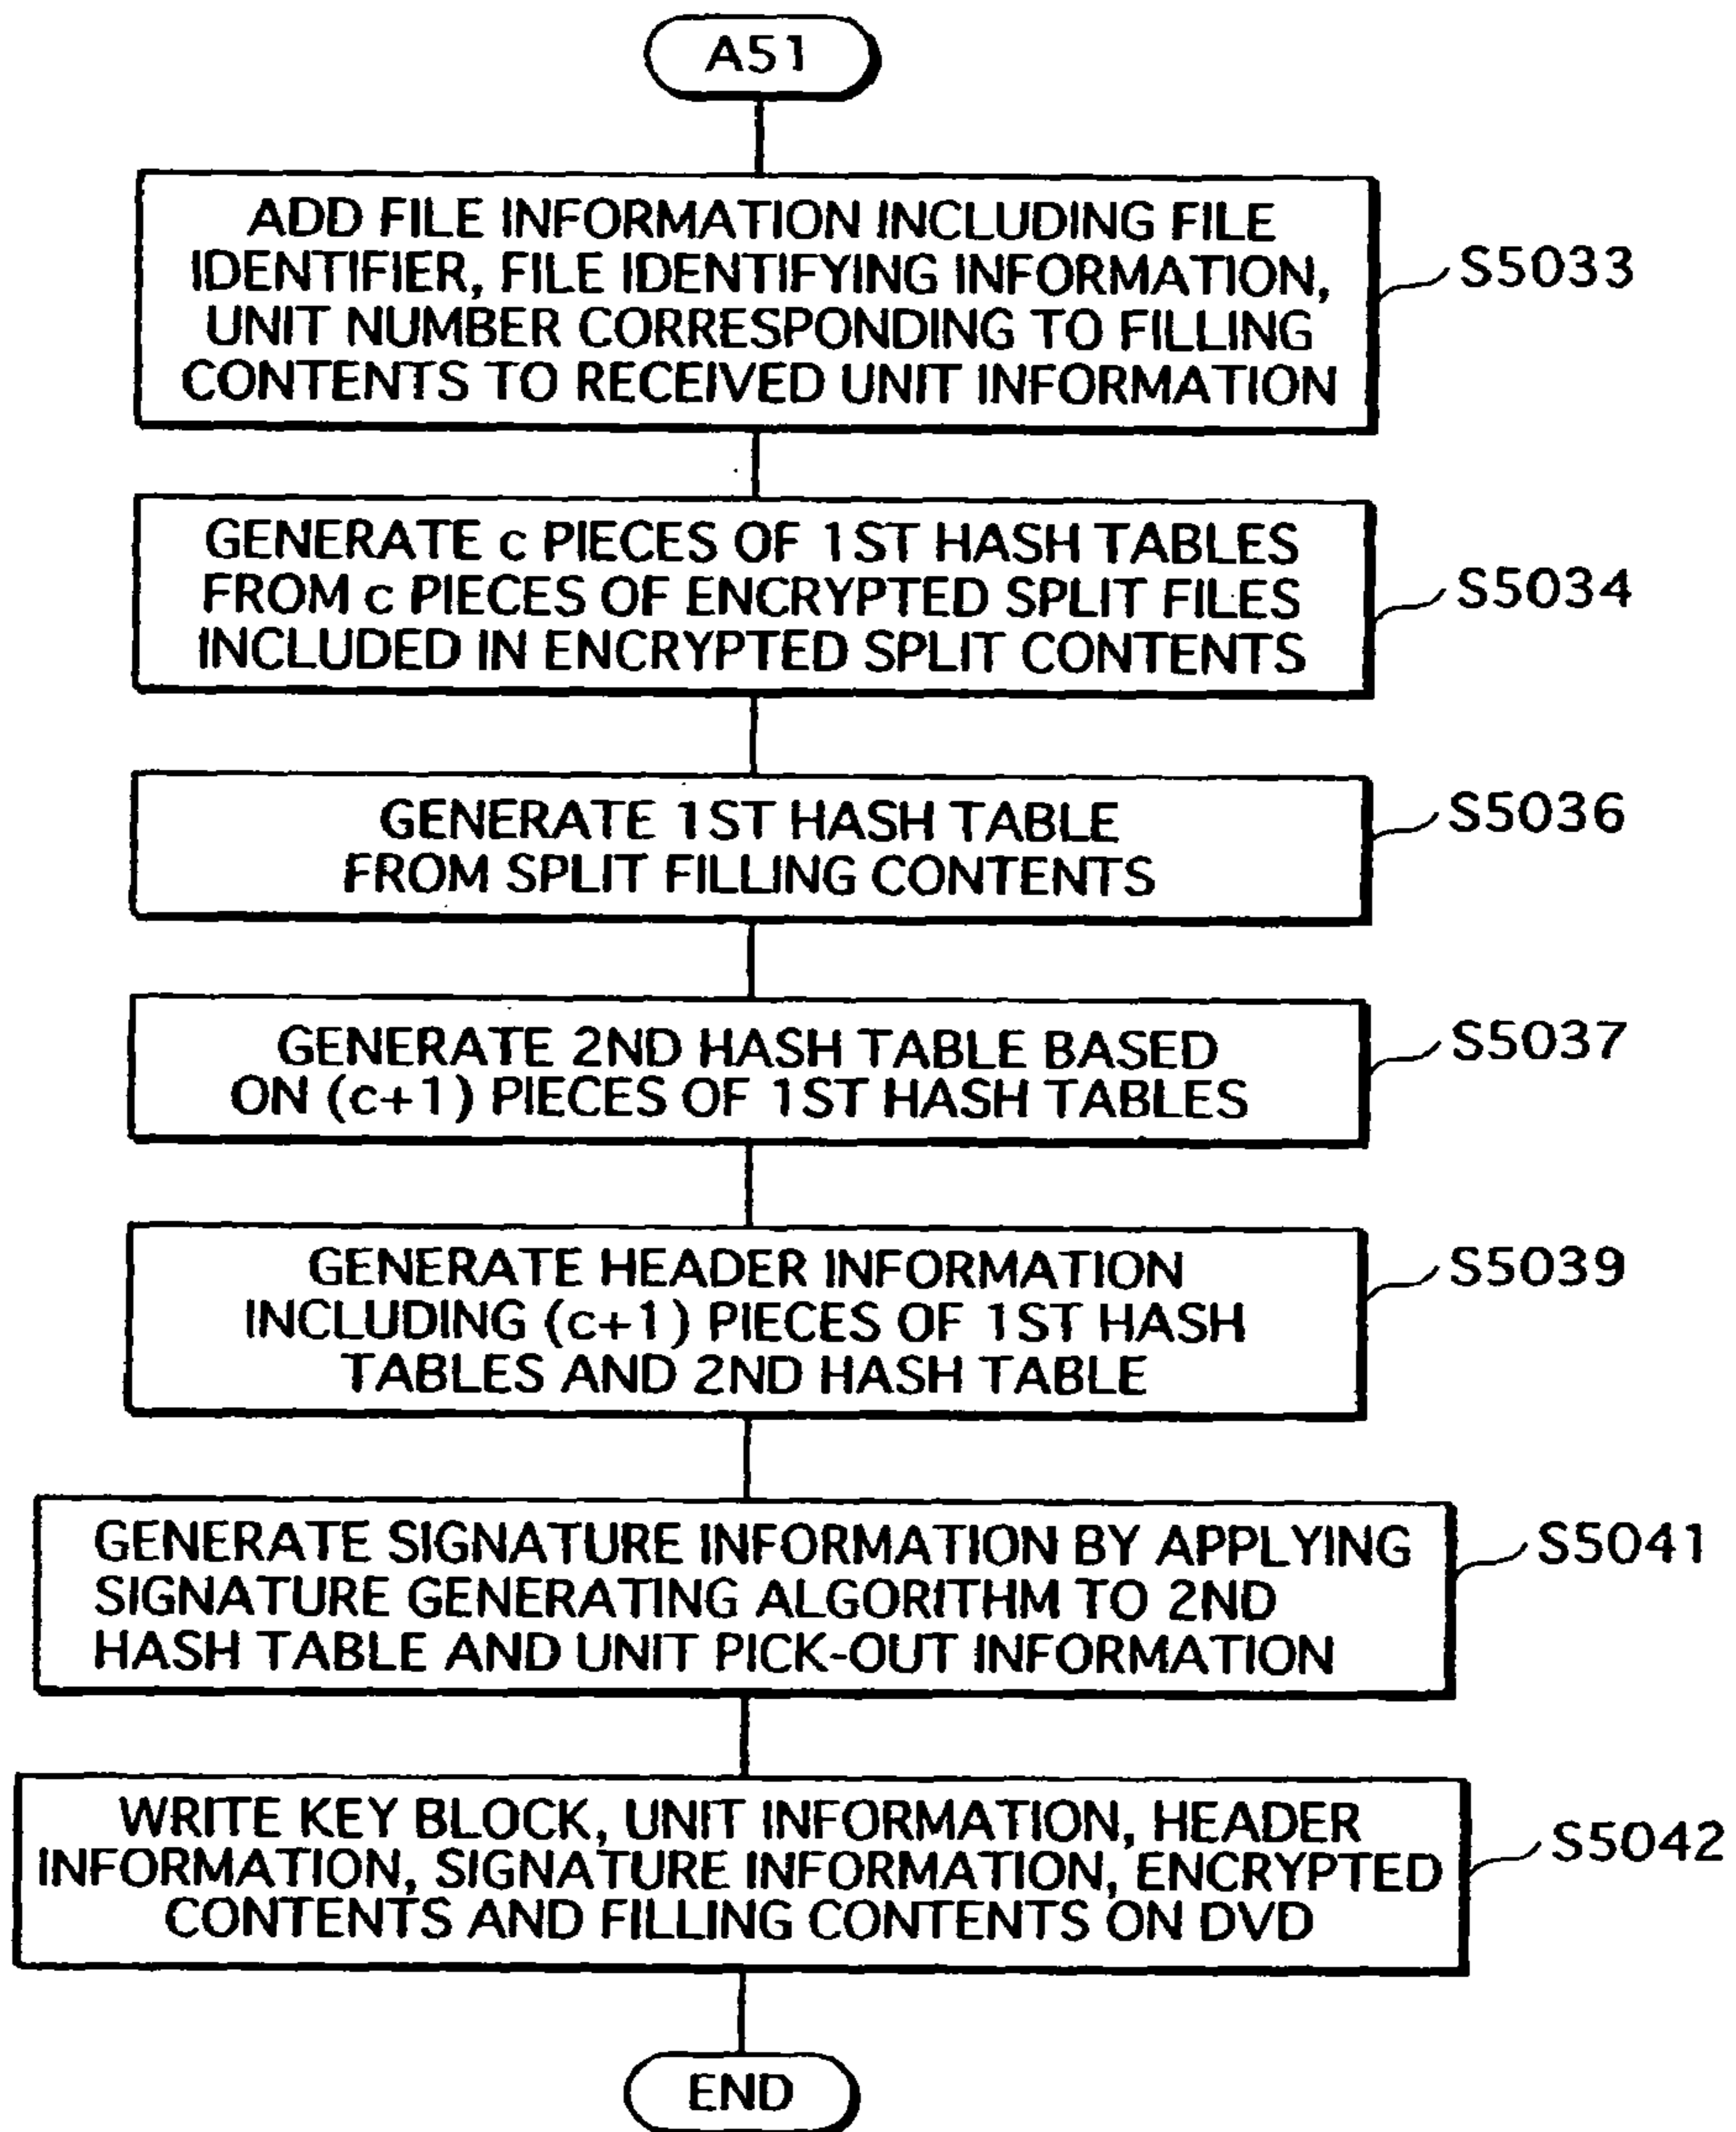 A51
ADD FILE INFORMATION INCLUDING FILE
IDENTIFIER, FILE IDENTIFYING INFORMATION,
UNIT NUMBER CORRESPONDING TO FILLING
CONTENTS TO RECEIVED UNIT INFORMATION
S5033
GENERATE c PIECES OF 1ST HASH TABLES
FROM c PIECES OF ENCRYPTED SPLIT FILES
INCLUDED IN ENCRYPTED SPLIT CONTENTS
S5034
GENERATE 1ST HASH TABLE
FROM SPLIT FILLING CONTENTS
S5036
GENERATE 2ND HASH TABLE BASED
ON (c+1) PIECES OF 1ST HASH TABLES
S5037
GENERATE HEADER INFORMATION
INCLUDING (c+1) PIECES OF 1ST HASH
TABLES AND 2ND HASH TABLE
S5039
GENERATE SIGNATURE INFORMATION BY APPLYING
SIGNATURE GENERATING ALGORITHM TO 2ND
HASH TABLE AND UNIT PICK-OUT INFORMATION
S5041
WRITE KEY BLOCK, UNIT INFORMATION, HEADER
INFORMATION, SIGNATURE INFORMATION, ENCRYPTED
CONTENTS AND FILLING CONTENTS ON DVD
S5042
END